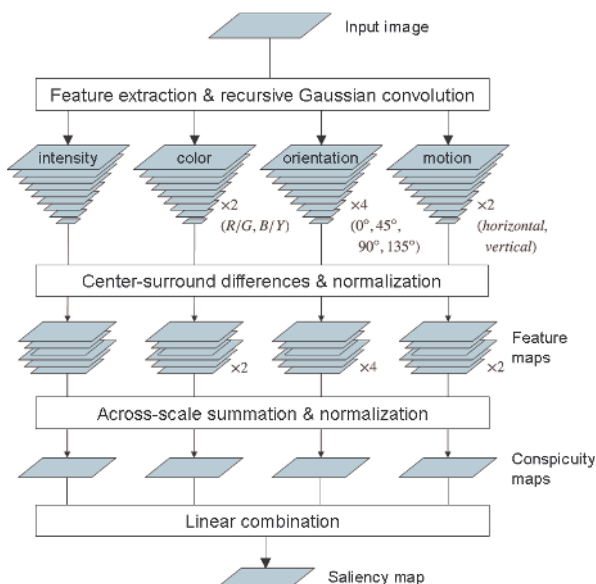 Input image
Feature extraction & recursive Gaussian convolution
intensity
color
orientation
motion
×2
(R/G, B/Y)
×4
(0°, 45°,
90°, 135°)
×2
(horizontal,
vertical)
Center-surround differences & normalization
×2
×4
×2
Feature
maps
Across-scale summation & normalization
Conspicuity
maps
Linear combination
Saliency map